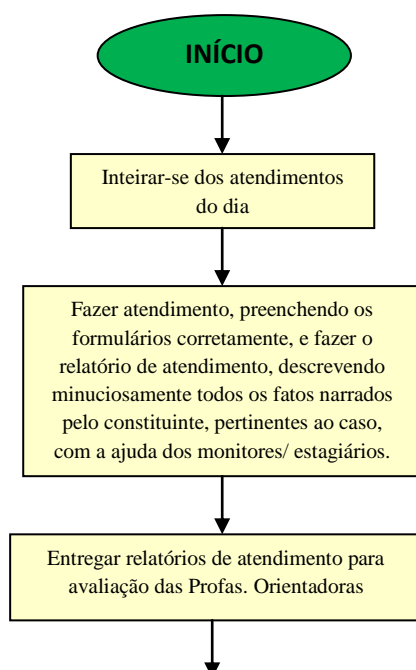 INÍCIO
Inteirar-se dos atendimentos
do dia
Fazer atendimento, preenchendo os
formulários corretamente, e fazer o
relatório de atendimento, descrevendo
minuciosamente todos os fatos narrados
pelo constituinte, pertinentes ao caso,
com a ajuda dos monitores/ estagiários.
Entregar relatórios de atendimento para
avaliação das Profas. Orientadoras